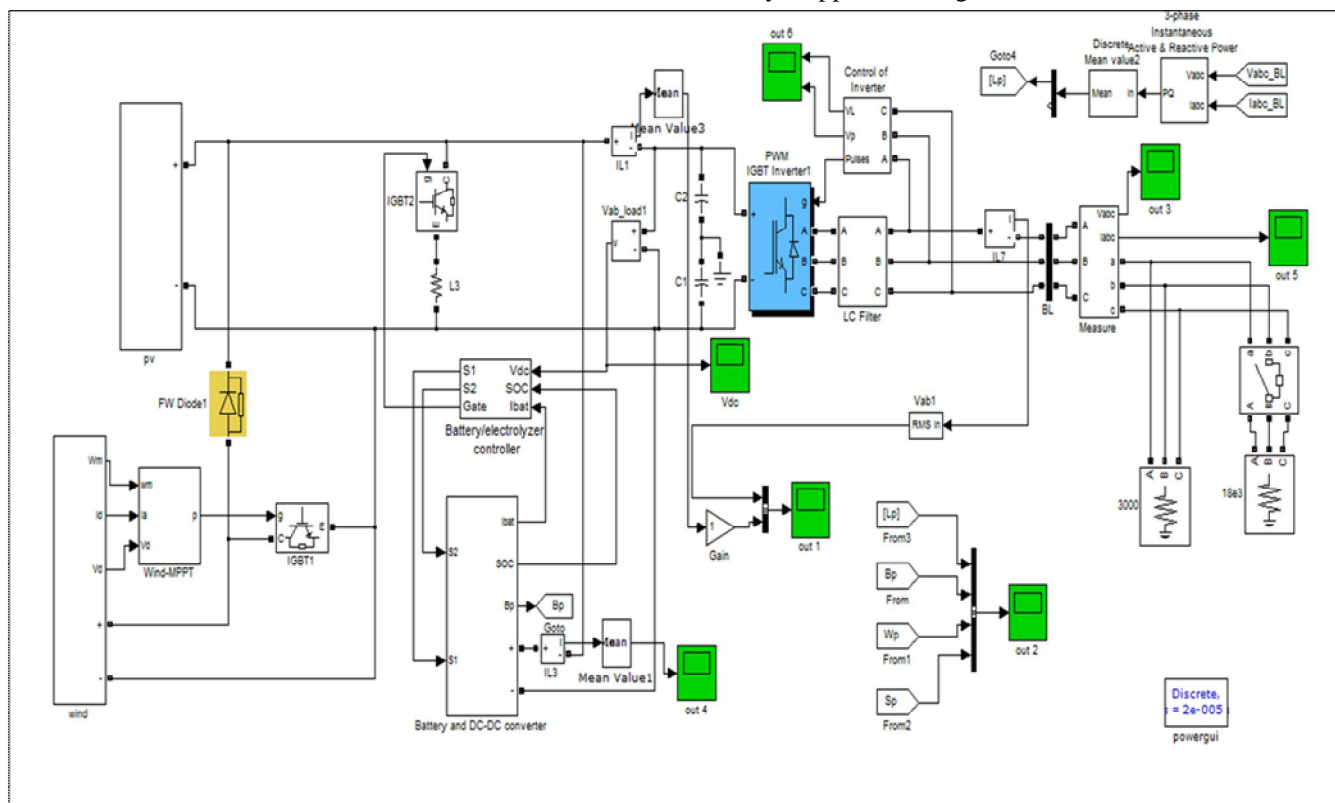 out 6
3-phase
Instantaneous
Active & Reactive Power
Discrete
Mean value2
Goto4
[Lp]
Mean
In
PQ
Vabc
Iabc
Vabc_BL
Iabc_BL
Control of
Inverter
VL
Vp
Pulses
C
B
A
Mean Value3
+
I
-
IL1
PWM
IGBT Inverter1
g
+
-
A
B
C
A
B
C
A
B
C
LC Filter
+
-
pv
g
C
E
IGBT2
L3
Vab_load1
+
v
-
C2
C1
+
I
-
IL7
BL
A
B
C
Vabc
Iabc
a
b
c
Measure
out 3
out 5
a
b
c
A
B
C
A
B
C
3000
A
B
C
18e3
FW Diode1
S1
S2
Gate
Vdc
SOC
Ibat
Battery/electrolyzer
controller
Vdc
Vab1
RMS
In
1
Gain
out 1
Wm
Id
Vd
+
-
wind
wm
Ia
Vd
p
Wind-MPPT
g
C
E
IGBT1
S2
S1
Ibat
SOC
Bp
+
-
Battery and DC-DC converter
Bp
Goto
+
I
-
IL3
Mean Value1
out 4
[Lp]
From3
Bp
From
Wp
From1
Sp
From2
out 2
Discrete,
s = 2e-005
powergui